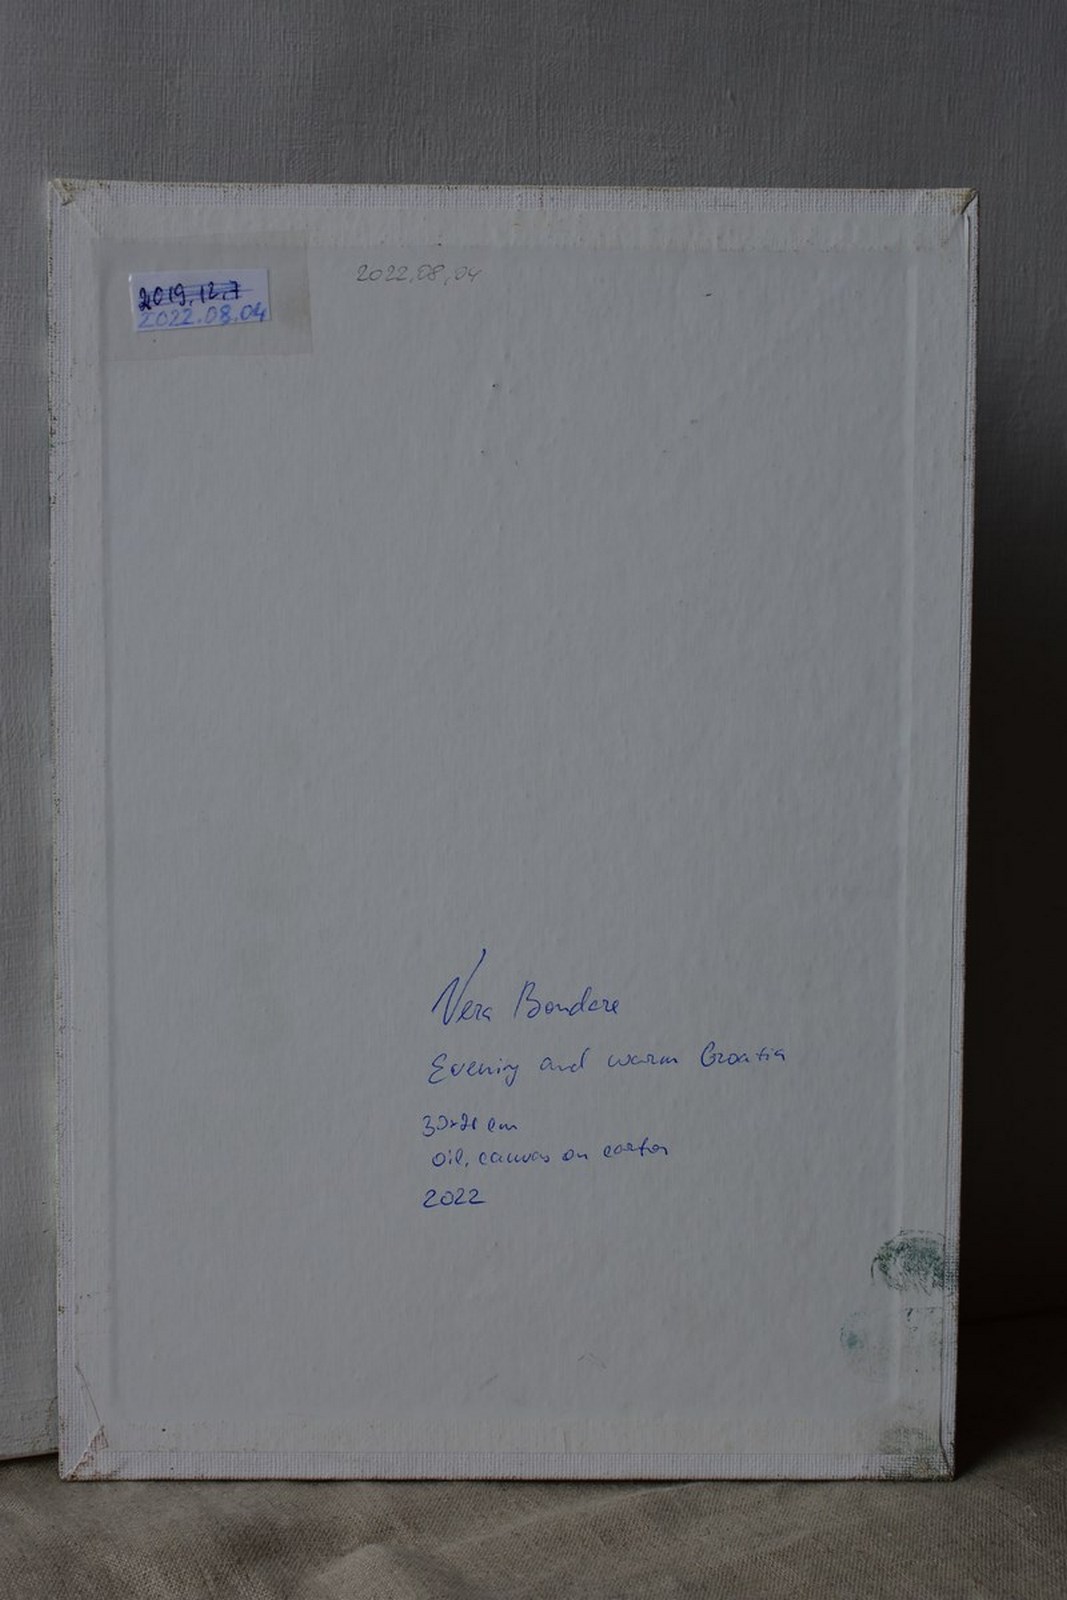 2019.12.7
2022.08.04
2022.08.04
Vera Bondare
Evening and warm Croatia
30x21 cm
oil, canvas on carton
2022